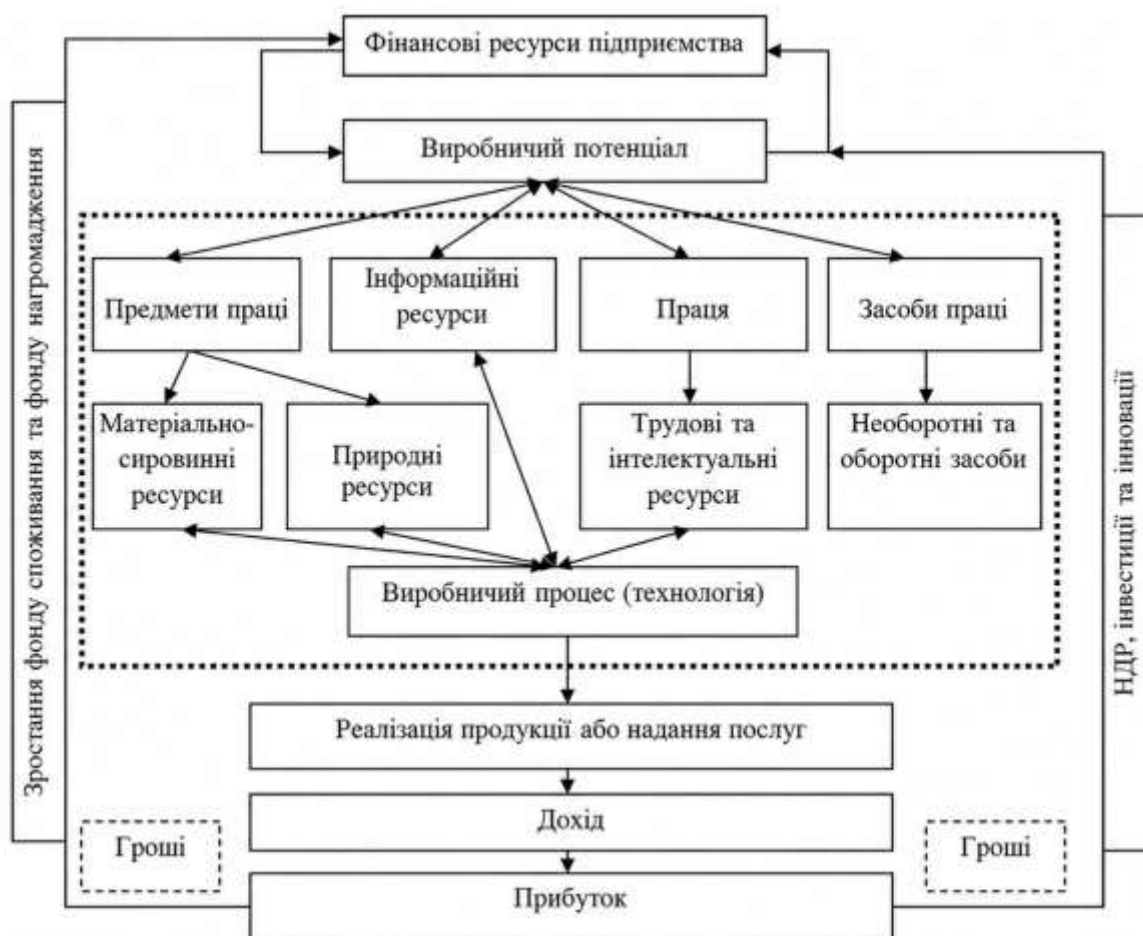 Фінансові ресурси підприємства
Виробничий потенціал
Зростання фонду споживання та фонду нагромадження
НДР, інвестиції та інновації
Предмети праці
Інформаційні
ресурси
Праця
Засоби праці
Матеріально-
сировинні
ресурси
Природні
ресурси
Трудові та
інтелектуальні
ресурси
Необоротні та
оборотні засоби
Виробничий процес (технологія)
Реалізація продукції або надання послуг
Дохід
Гроші
Гроші
Прибуток